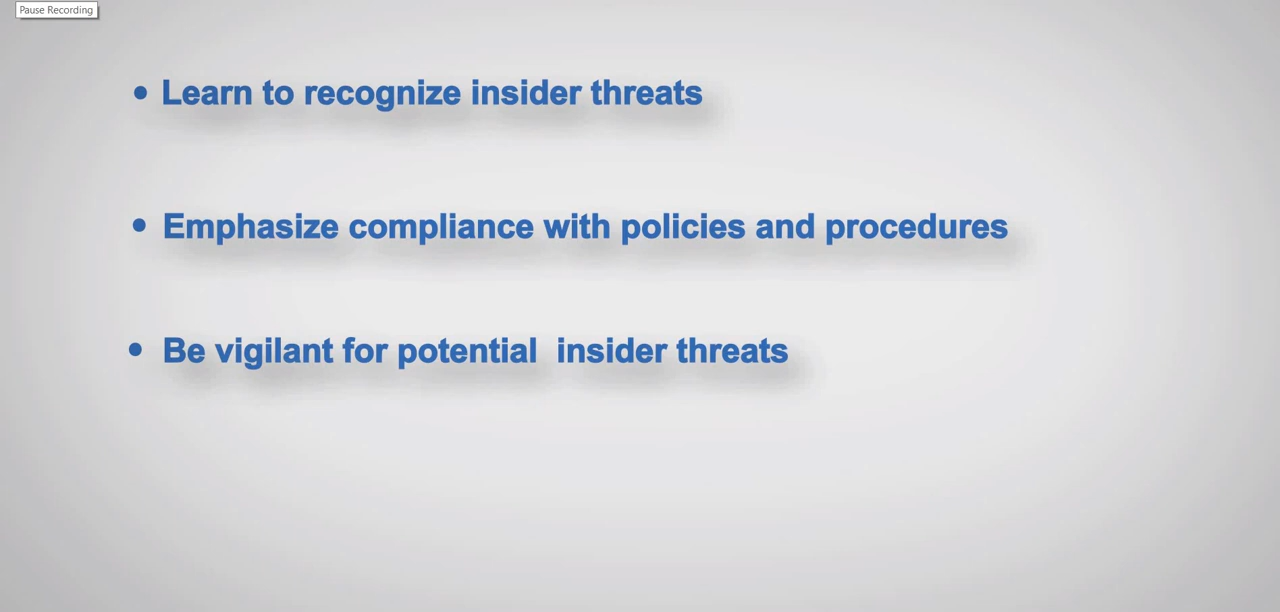 Pause Recording
• Learn to recognize insider threats
• Emphasize compliance with policies and procedures
• Be vigilant for potential  insider threats